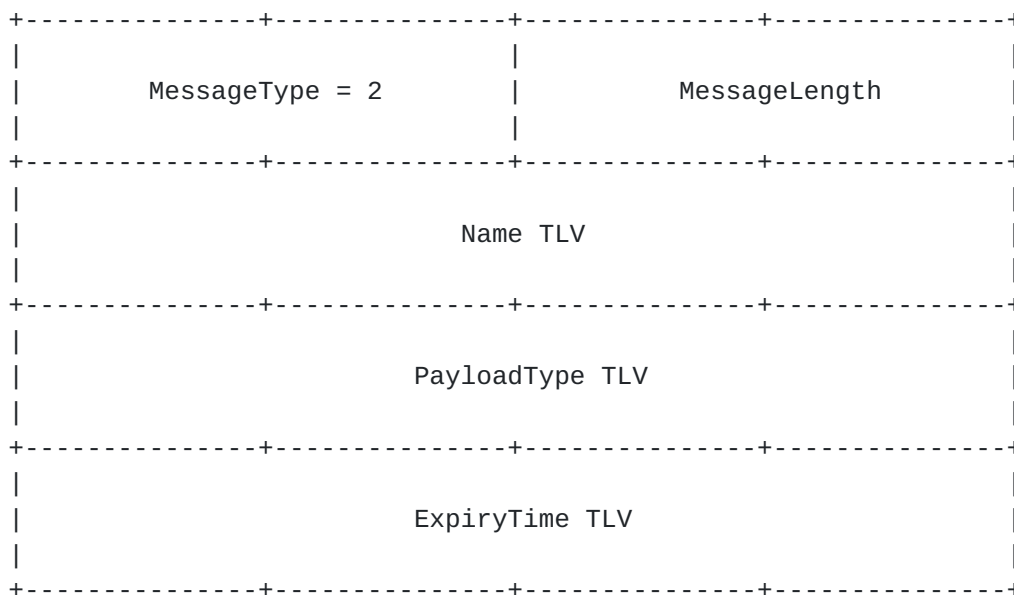 +---------------+---------------+---------------+---------------+
| | |
| MessageType = 2 | MessageLength |
| | |
+---------------+---------------+---------------+---------------+
| |
| Name TLV |
| |
+---------------+---------------+---------------+---------------+
| |
| PayloadType TLV |
| |
+---------------+---------------+---------------+---------------+
| |
| ExpiryTime TLV |
| |
+---------------+---------------+---------------+---------------+